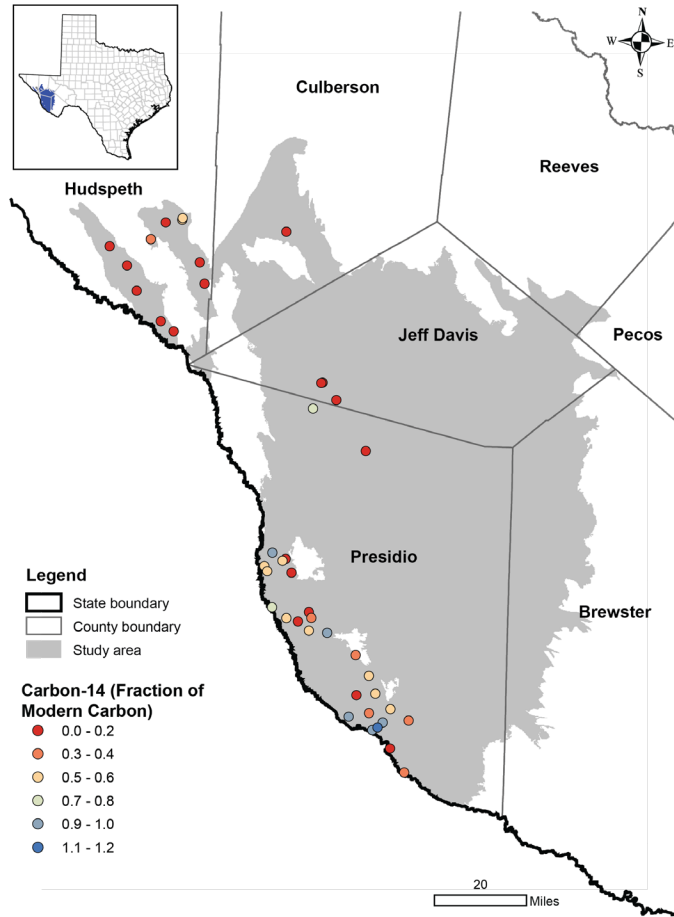 N
W E
S
Culberson
Reeves
Hudspeth
Jeff Davis
Pecos
Presidio
Brewster
Legend
State boundary
County boundary
Study area
Carbon-14 (Fraction of
Modern Carbon)
0.0 - 0.2
0.3 - 0.4
0.5 - 0.6
0.7 - 0.8
0.9 - 1.0
1.1 - 1.2
20
Miles